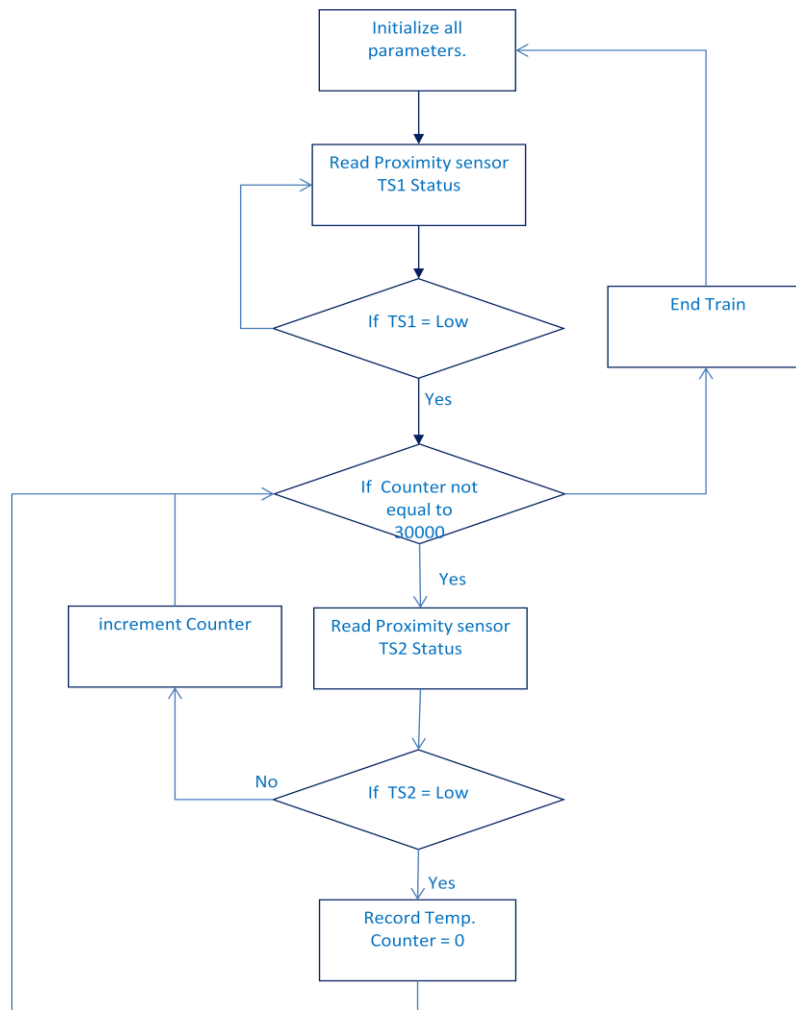 Initialize all
parameters.
Read Proximity sensor
TS1 Status
If TS1 = Low
End Train
Yes
If Counter not
equal to
30000
Yes
increment Counter
Read Proximity sensor
TS2 Status
No
If TS2 = Low
Yes
Record Temp.
Counter = 0